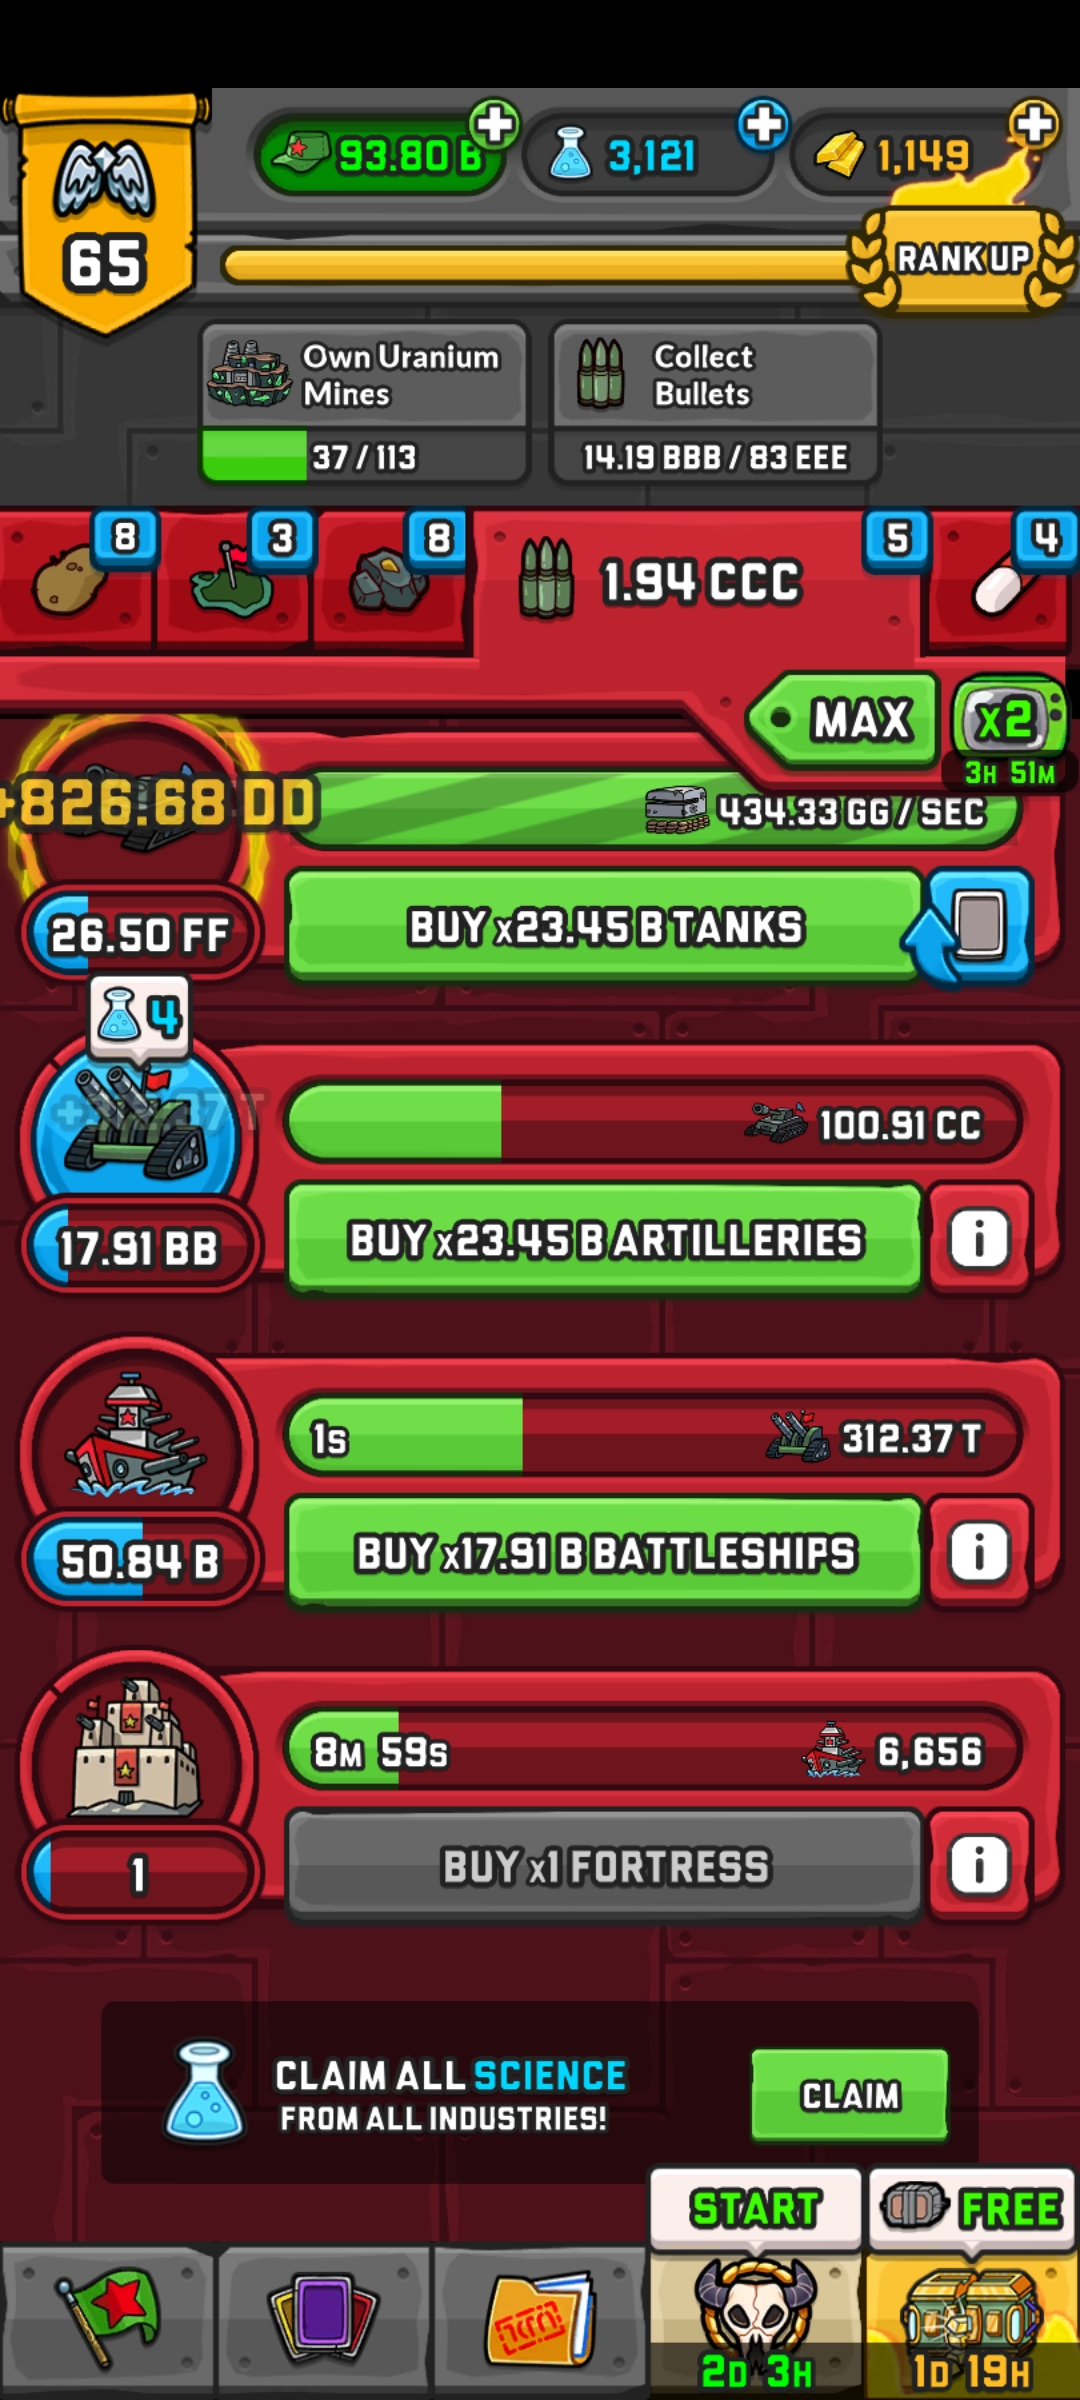 93.80 B
3,121
1,149
65
RANK UP
Own Uranium
Mines
37 / 113
Collect
Bullets
14.19 BBB / 83 EEE
8
3
8
1.94 CCC
5
4
MAX
x2
3H 51M
+826.68 DD
434.33 GG / SEC
26.50 FF
BUY x23.45 B TANKS
4
100.91 CC
17.91 BB
BUY x23.45 B ARTILLERIES
1s
312.37 T
50.84 B
BUY x17.91 B BATTLESHIPS
8M 59s
6,656
1
BUY x1 FORTRESS
CLAIM ALL SCIENCE
FROM ALL INDUSTRIES!
CLAIM
START
FREE
2D 3H
1D 19H